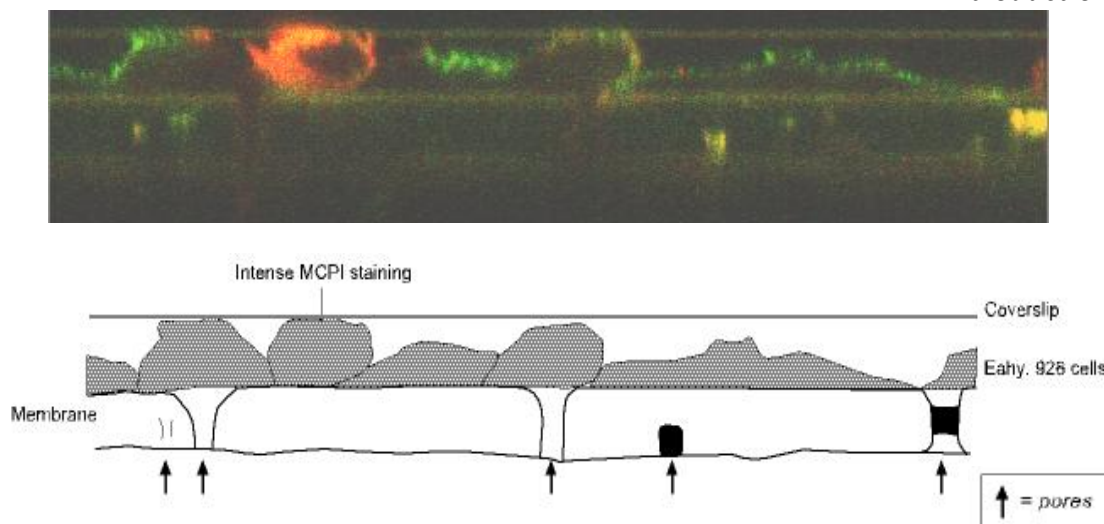 Intense MCPI staining
Coverslip
Eahy. 926 cells
Membrane
= pores